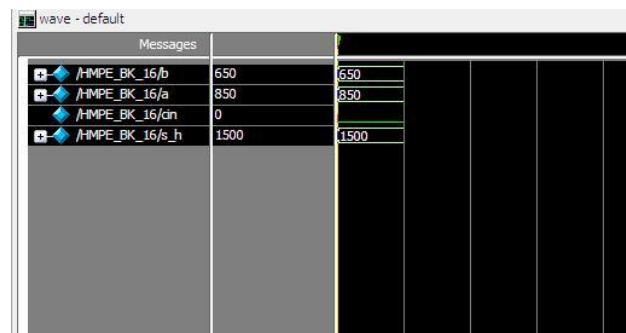 wave - default
Messages
/HMPE_BK_16/b 650 650
/HMPE_BK_16/a 850 850
/HMPE_BK_16/cin 0
/HMPE_BK_16/s_h 1500 1500